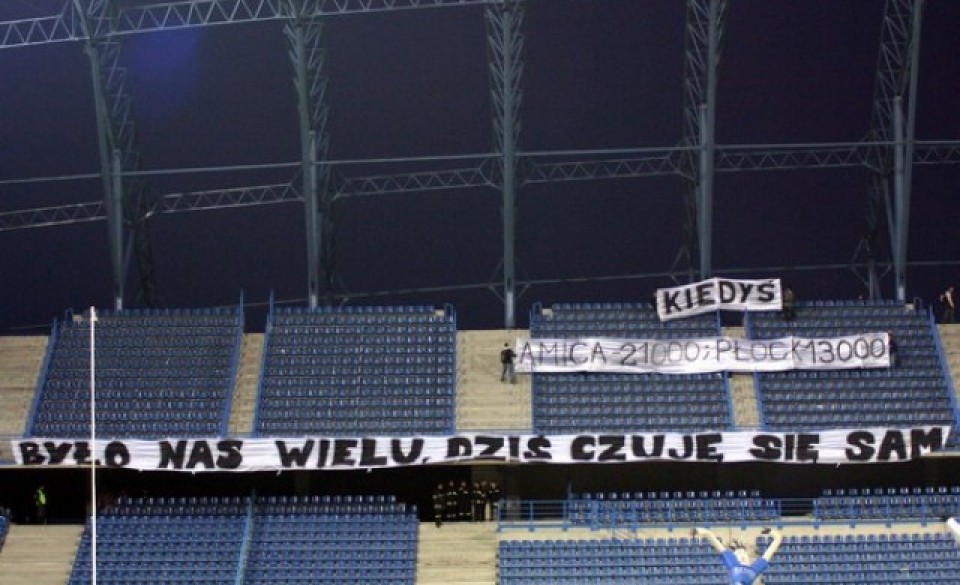 KIEDYŚ
AMICA-21000; PŁOCK-13000
BYŁO NAS WIELU, DZIŚ CZUJĘ SIĘ SAM